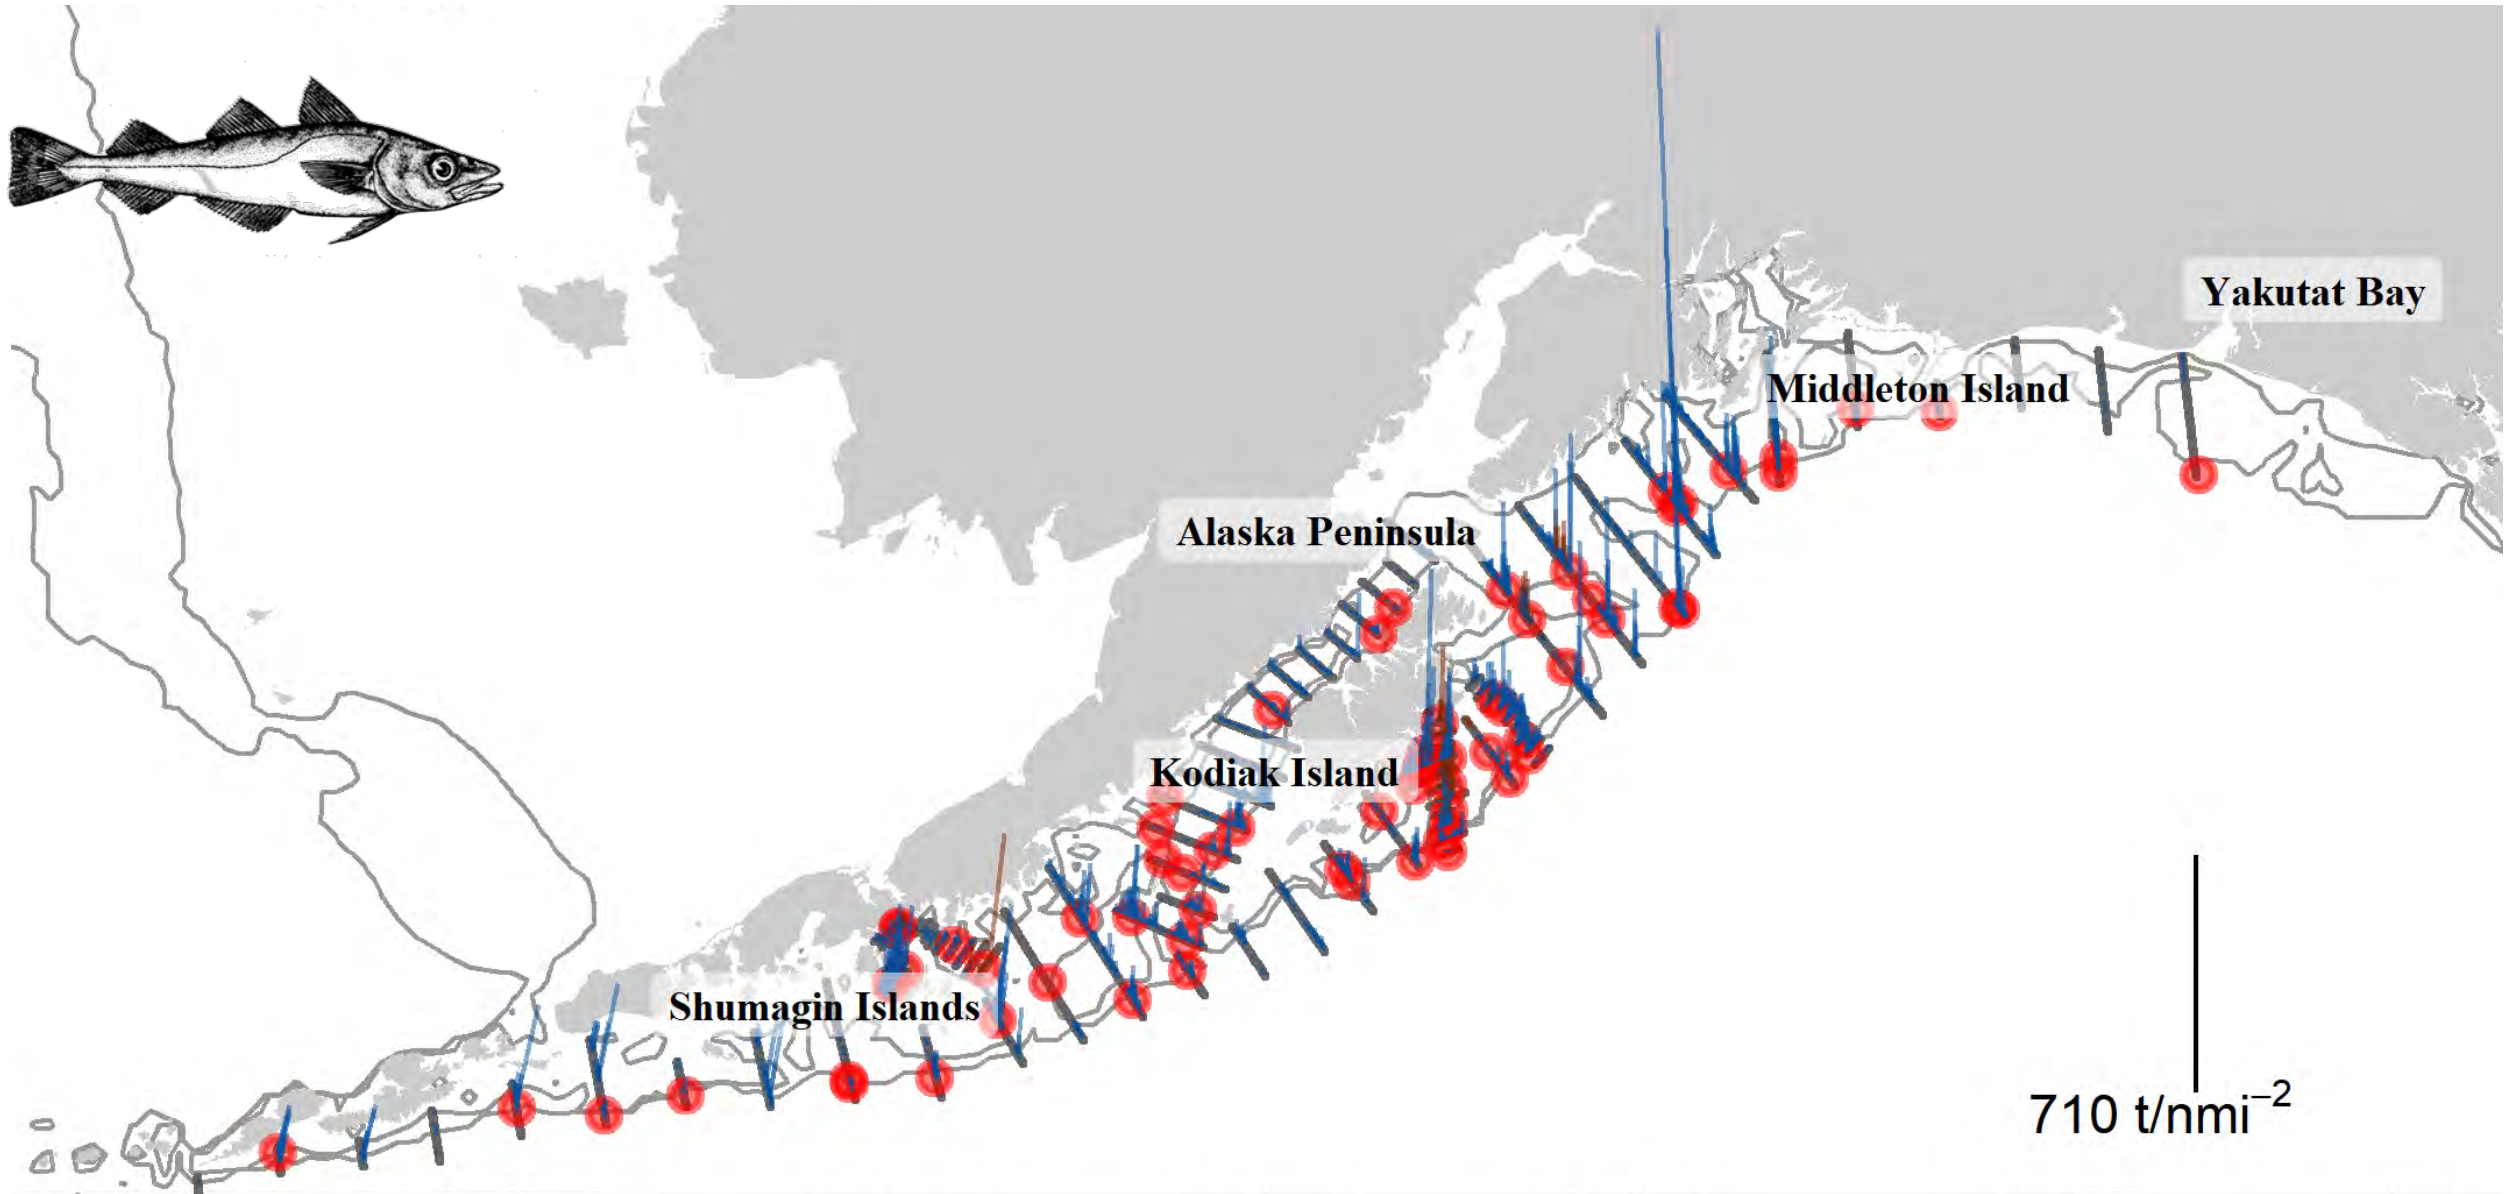 Yakutat Bay
Middleton Island
Alaska Peninsula
Kodiak Island
Shumagin Islands
710 t/nmi⁻²